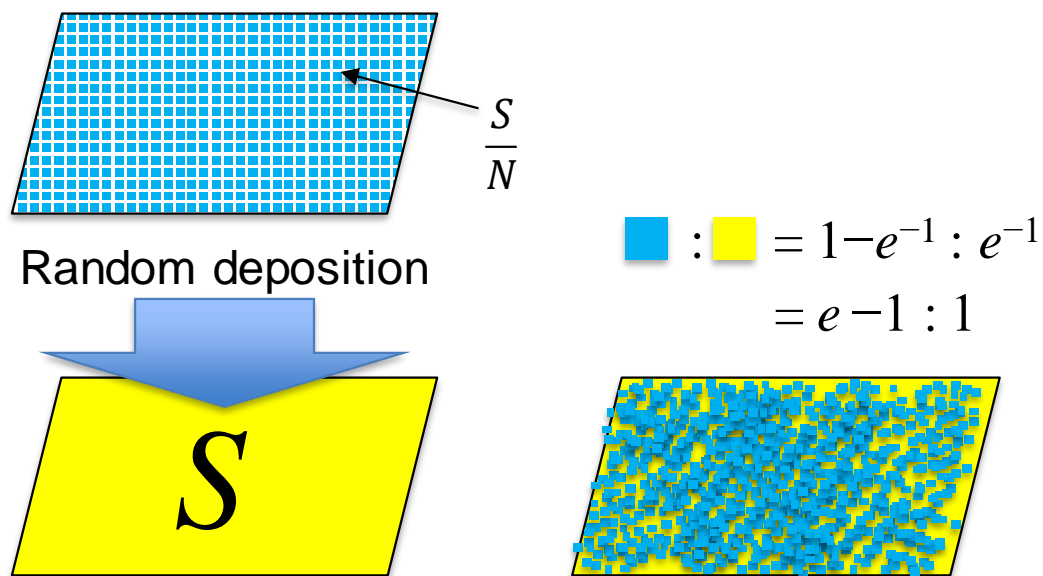 S
N
: = 1−e⁻¹ : e⁻¹
Random deposition
= e −1 : 1
S